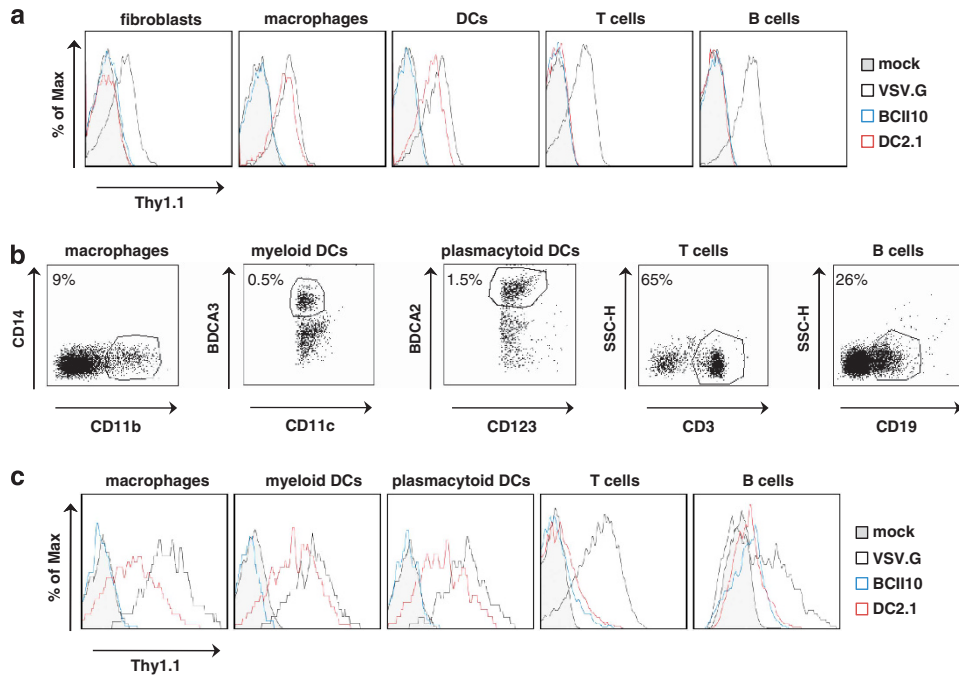 a
fibroblasts
macrophages
DCs
T cells
B cells
% of Max
Thy1.1
mock
VSV.G
BCII10
DC2.1
b
macrophages
myeloid DCs
plasmacytoid DCs
T cells
B cells
9%
0.5%
1.5%
65%
26%
CD14
BDCA3
BDCA2
SSC-H
SSC-H
CD11b
CD11c
CD123
CD3
CD19
c
macrophages
myeloid DCs
plasmacytoid DCs
T cells
B cells
% of Max
Thy1.1
mock
VSV.G
BCII10
DC2.1